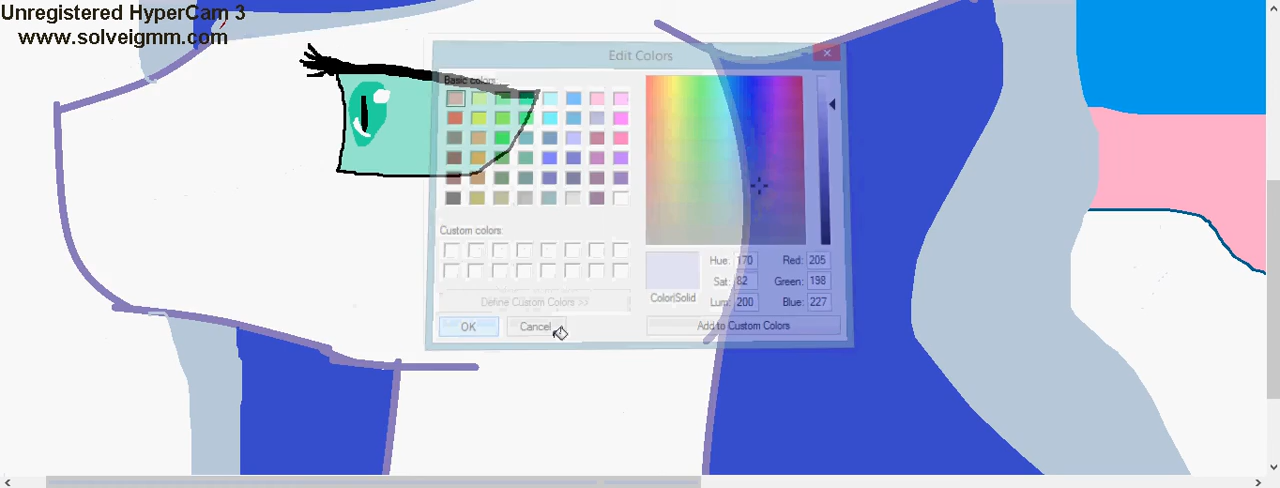 Unregistered HyperCam 3
www.solveigmm.com
Edit Colors
Basic colors
Custom colors:
Define Custom Colors >>
OK
Cancel
Color|Solid
Hue: 170
Sat: 82
Lum: 200
Red: 205
Green: 198
Blue: 227
Add to Custom Colors